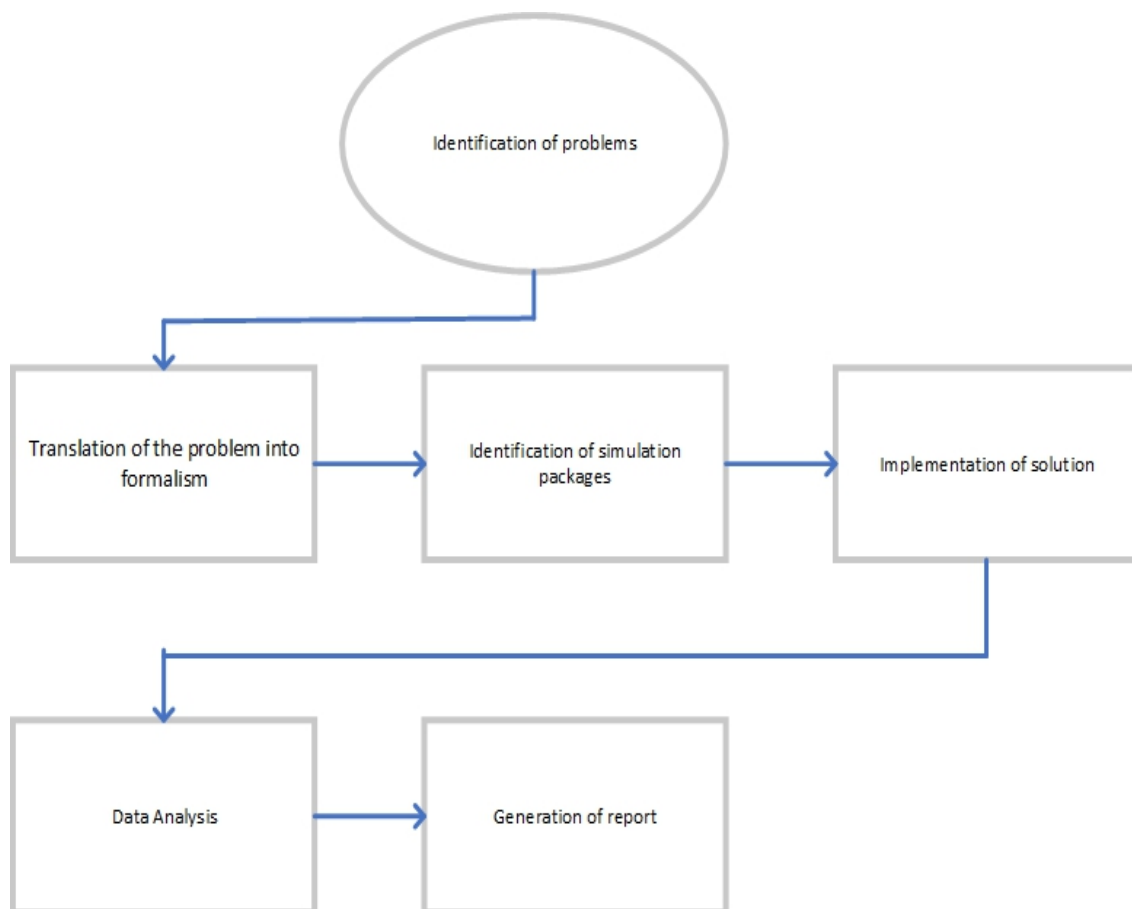 Identification of problems
Translation of the problem into
formalism
Identification of simulation
packages
Implementation of solution
Data Analysis
Generation of report